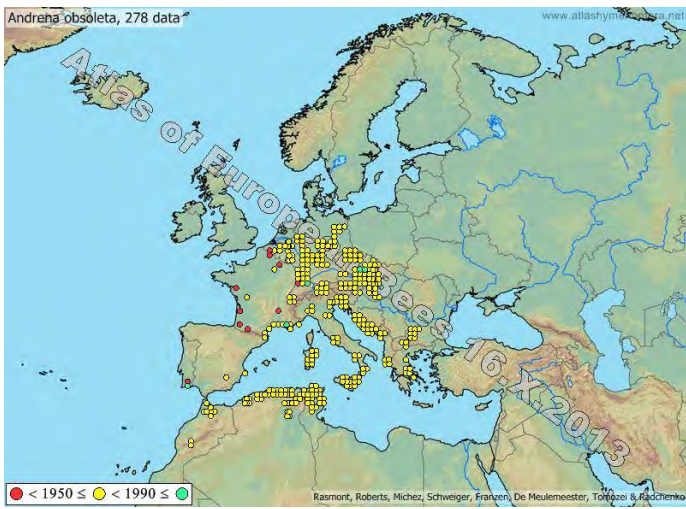 Andrena obsoleta, 278 data
www.atlashymenoptera.net
Atlas of Europe Bees 16.X.2013
< 1950 ≤ < 1990 ≤
Rasmont, Roberts, Michez, Schweiger, Franzen, De Meulemeester, Tomozei & Radchenko